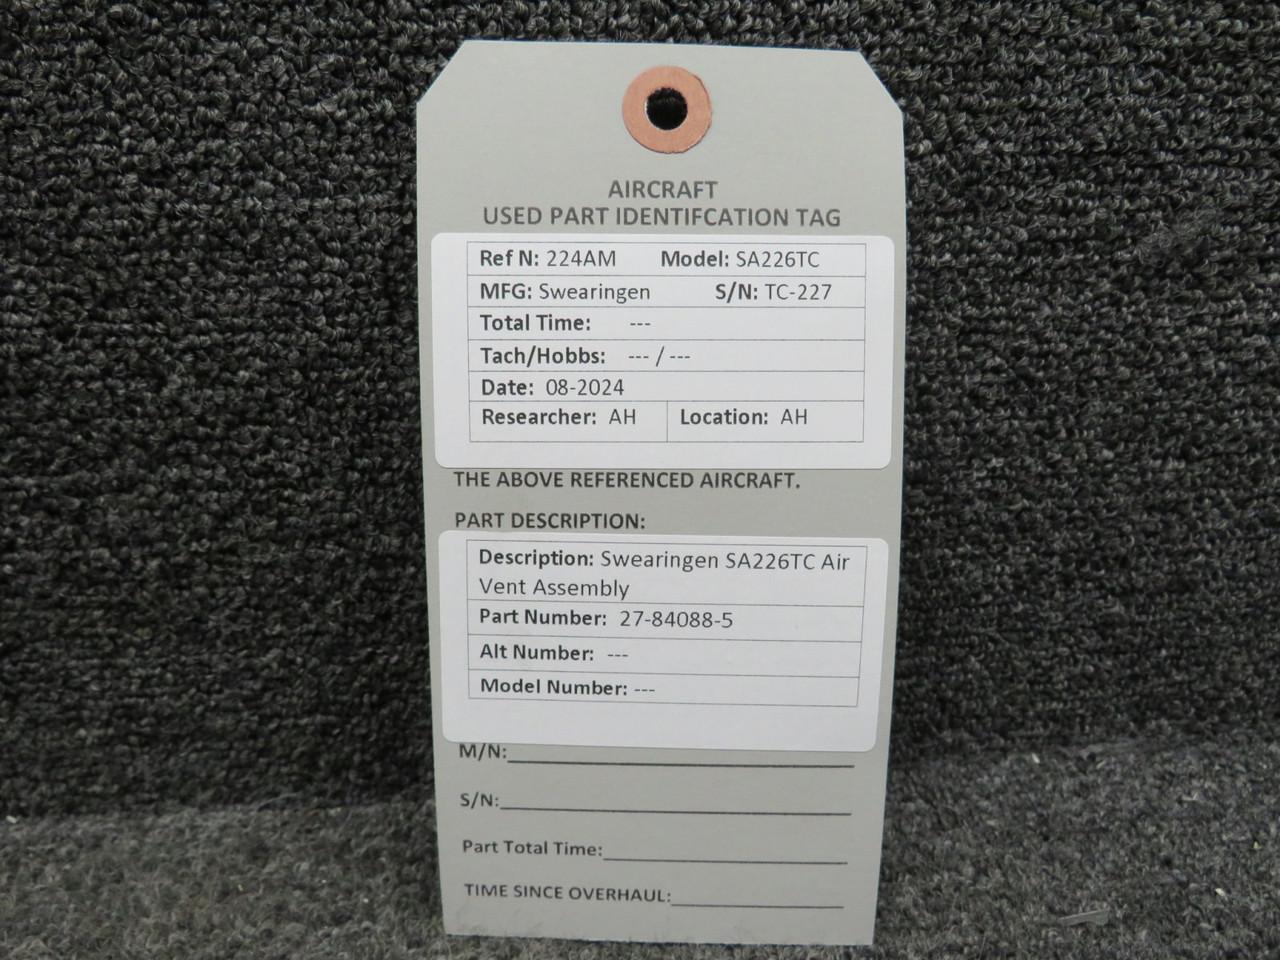 AIRCRAFT
USED PART IDENTIFCATION TAG
Ref N: 224AM Model: SA226TC
MFG: Swearingen S/N: TC-227
Total Time: ---
Tach/Hobbs: --- / ---
Date: 08-2024
Researcher: AH Location: AH
THE ABOVE REFERENCED AIRCRAFT.
PART DESCRIPTION:
Description: Swearingen SA226TC Air
Vent Assembly
Part Number: 27-84088-5
Alt Number: ---
Model Number: ---
M/N:
S/N:
Part Total Time:
TIME SINCE OVERHAUL: